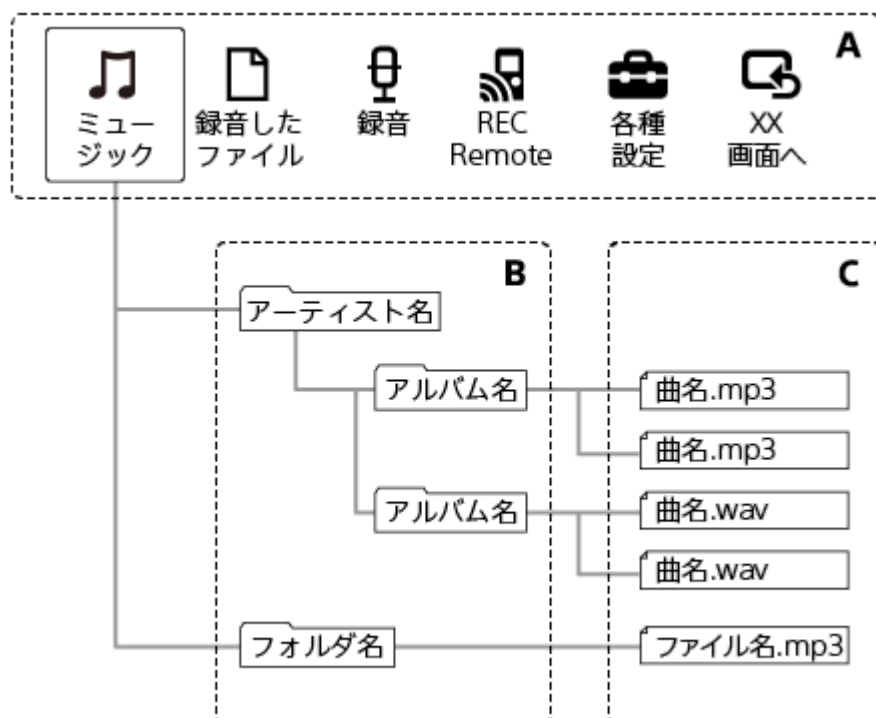 A
ミュー
ジック
録音した
ファイル
録音
REC
Remote
各種
設定
XX
画面へ
B
C
アーティスト名
アルバム名
曲名.mp3
曲名.mp3
アルバム名
曲名.wav
曲名.wav
フォルダ名
ファイル名.mp3